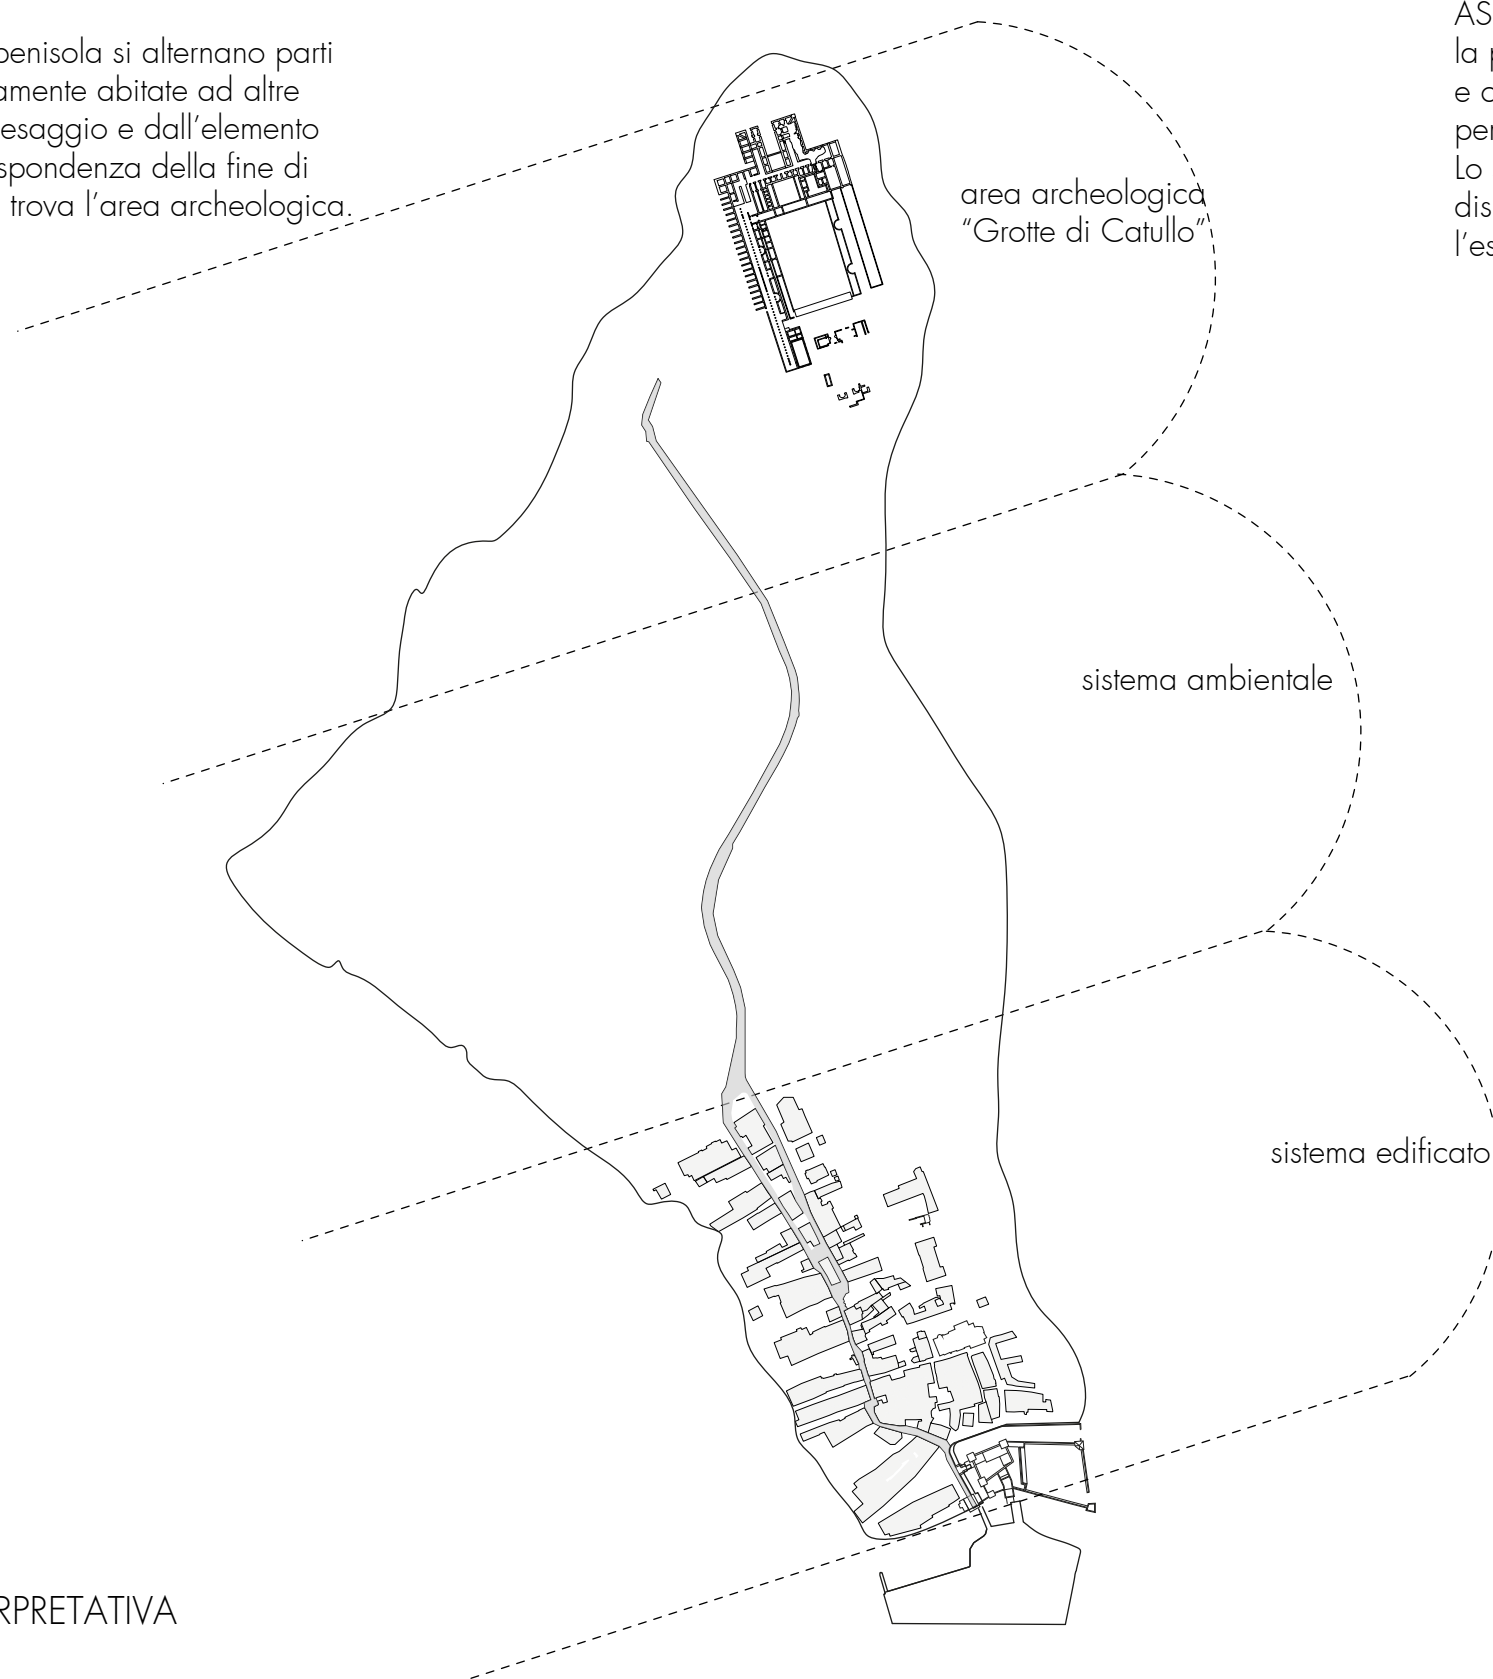 penisola si alternano parti
amente abitate ad altre
esaggio e dall'elemento
spondenza della fine di
trova l'area archeologica.
area archeologica
“Grotte di Catullo”
AS
la
e
per
Lo
dis
l'es
sistema ambientale
sistema edificato
RPRETATIVA